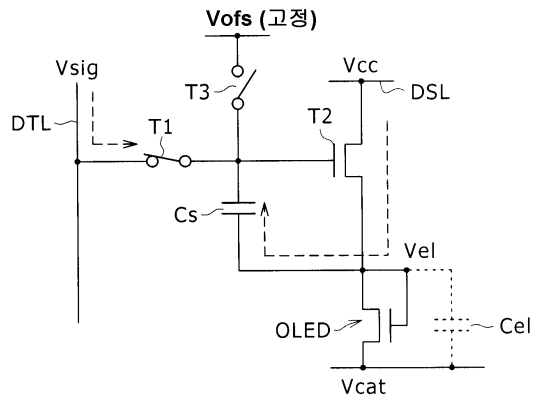 Vofs (고정)
Vsig
Vcc
T3
DSL
DTL
T1
T2
Cs
Vel
OLED
Cel
Vcat